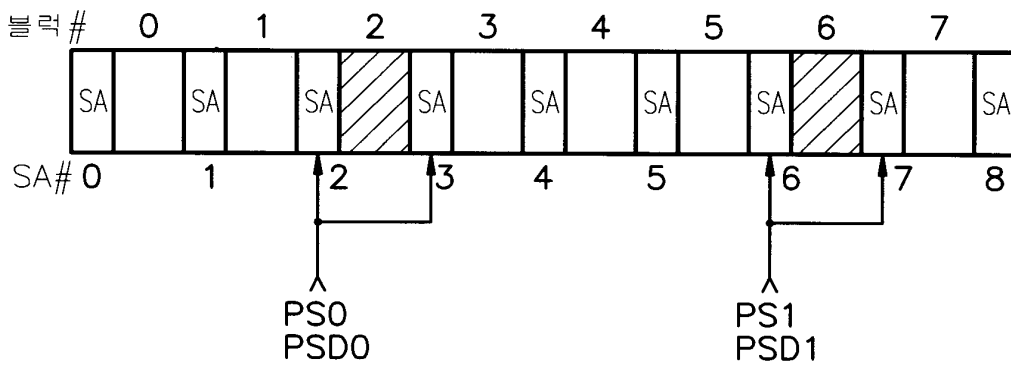 블럭# 0 1 2 3 4 5 6 7
SA SA SA SA SA SA SA SA SA
SA# 0 1 2 3 4 5 6 7 8
PS0 PS1
PSD0 PSD1